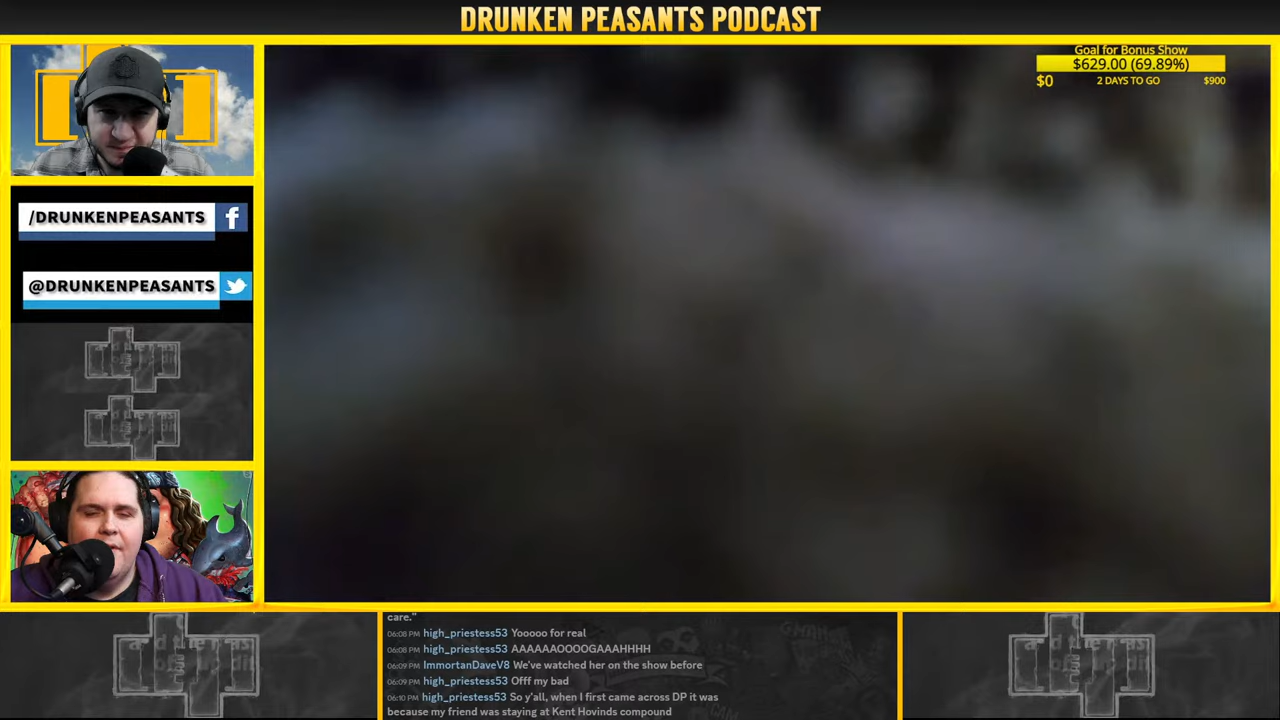 DRUNKEN PEASANTS PODCAST
Goal for Bonus Show
$629.00 (69.89%)
$0 2 DAYS TO GO $900
/DRUNKENPEASANTS f
@DRUNKENPEASANTS
care."
06:08 PM high_priestess53 Yooooo for real
06:08 PM high_priestess53 AAAAAAOOOOGAAAHHHH
06:09 PM ImmortanDaveV8 We've watched her on the show before
06:09 PM high_priestess53 Offf my bad
06:10 PM high_priestess53 So y'all, when I first came across DP it was
because my friend was staying at Kent Hovinds compound